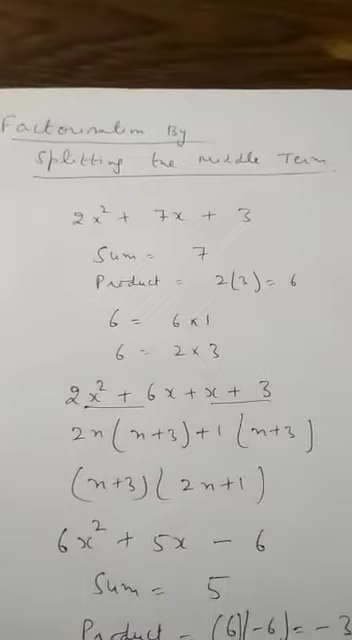 Factorisation By
Splitting the Middle Term
2x² + 7x + 3
Sum = 7
Product = 2(3) = 6
6 = 6×1
6 = 2×3
2x² + 6x + x + 3
2x(x+3)+1(x+3)
(x+3)(2x+1)
6x² + 5x - 6
Sum = 5
Product = (6)(-6) = -3